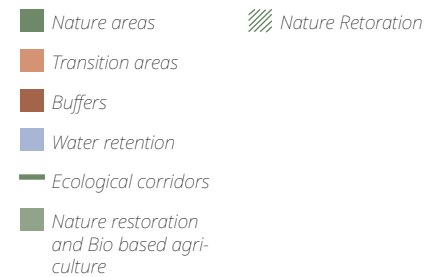 Nature areas
Nature Retoration
Transition areas
Buffers
Water retention
Ecological corridors
Nature restoration
and Bio based agri-
culture